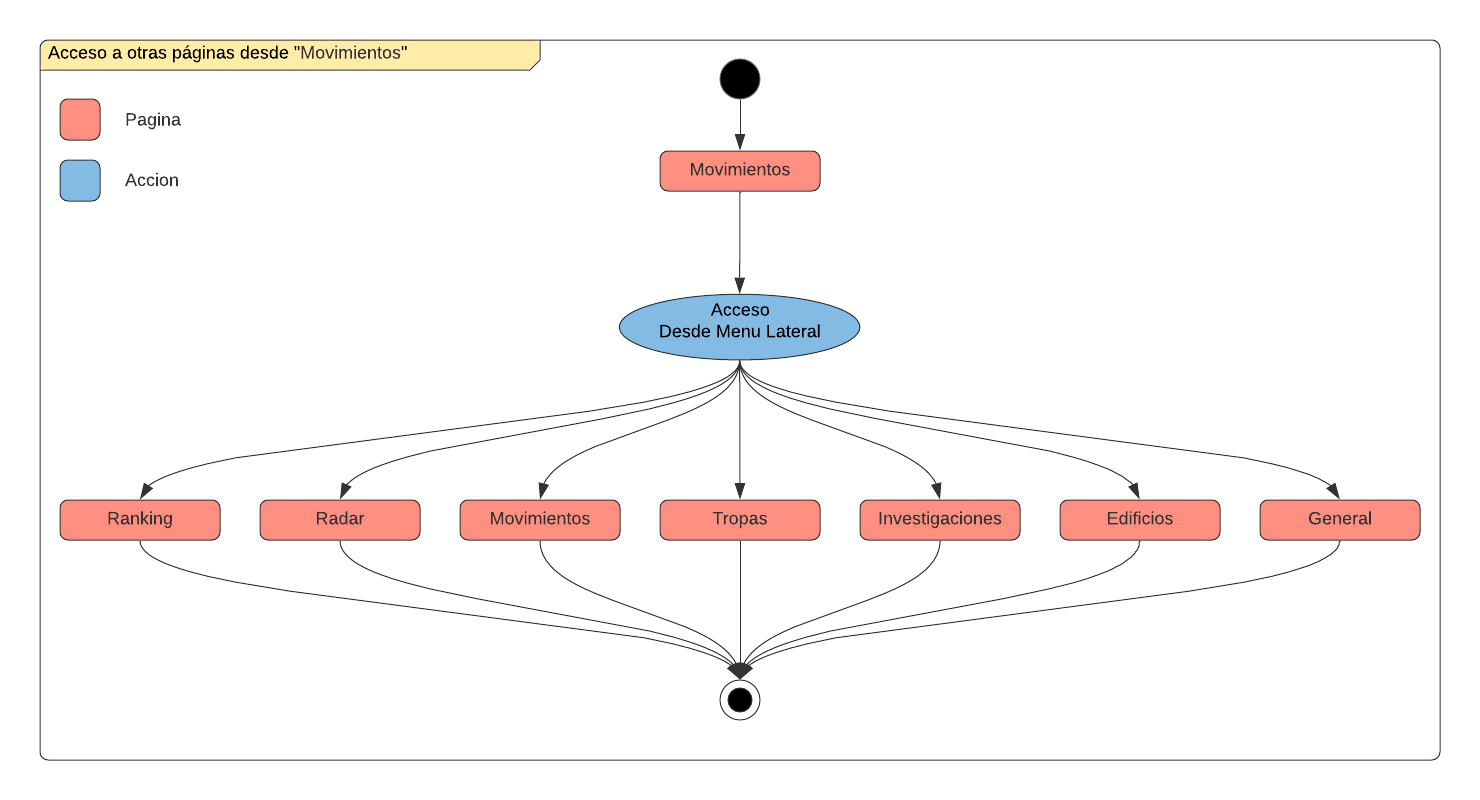 Acceso a otras páginas desde "Movimientos"
Pagina
Accion
Movimientos
Acceso
Desde Menu Lateral
Ranking
Radar
Movimientos
Tropas
Investigaciones
Edificios
General